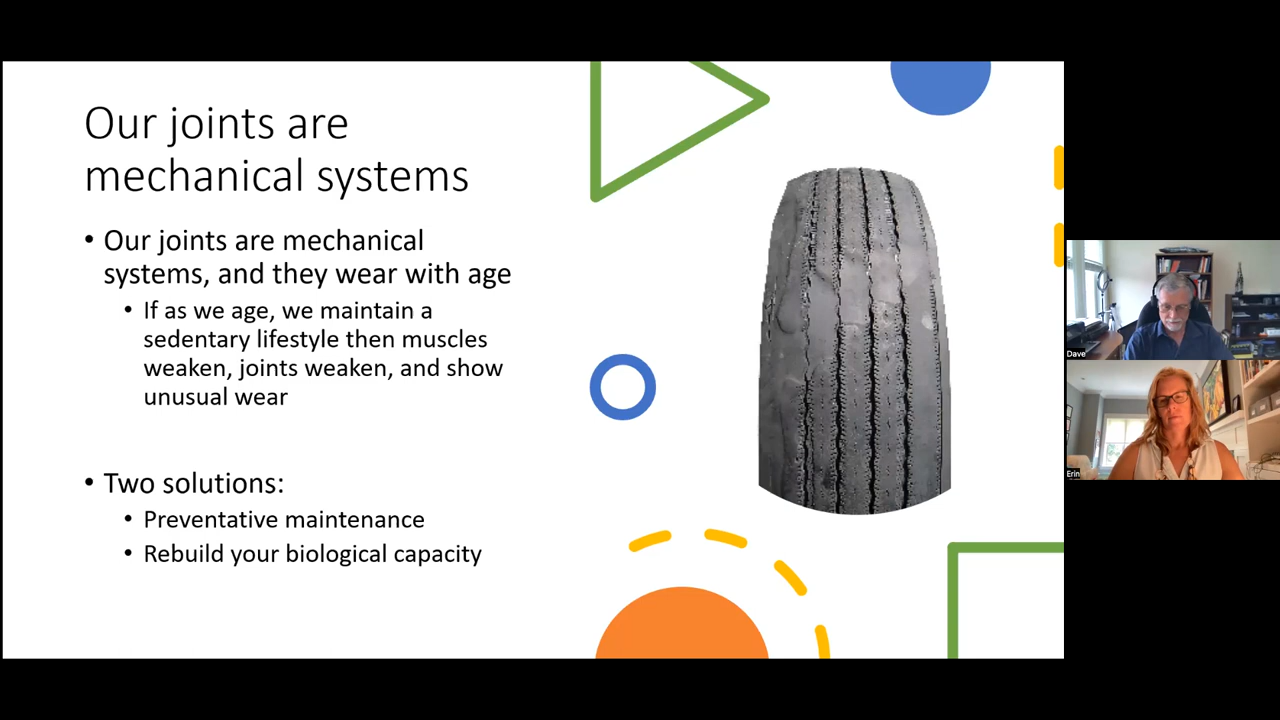 Our joints are
mechanical systems
• Our joints are mechanical
systems, and they wear with age
• If as we age, we maintain a
sedentary lifestyle then muscles
weaken, joints weaken, and show
unusual wear
• Two solutions:
• Preventative maintenance
• Rebuild your biological capacity
Dave
Erin